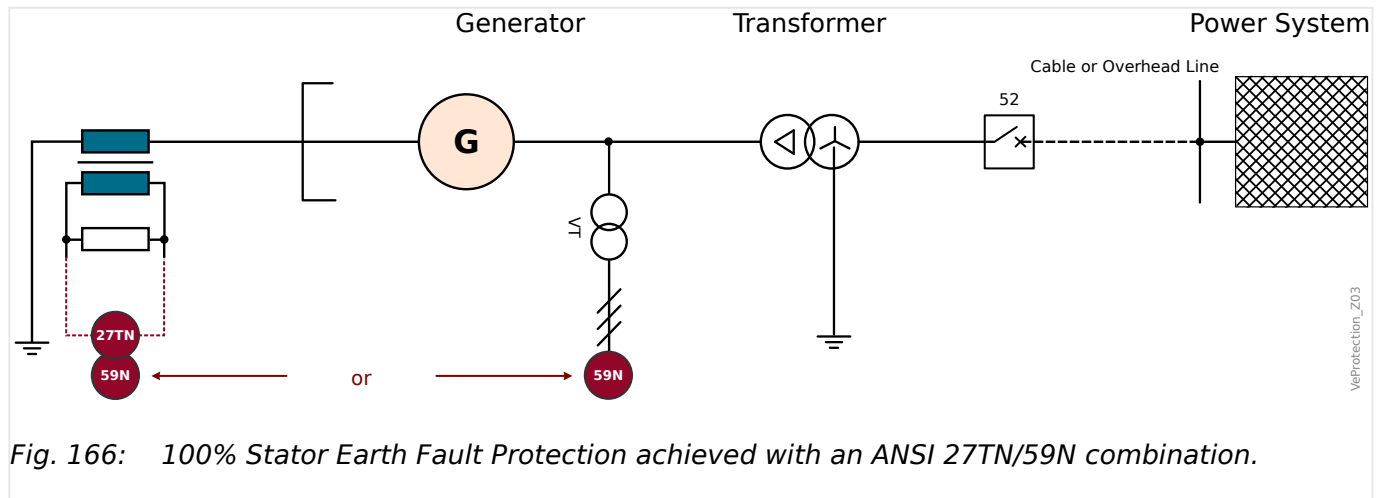 Generator
Transformer
Power System
Cable or Overhead Line
52
G
VT
27TN
59N
or
59N
VeProtection_Z03
Fig. 166: 100% Stator Earth Fault Protection achieved with an ANSI 27TN/59N combination.